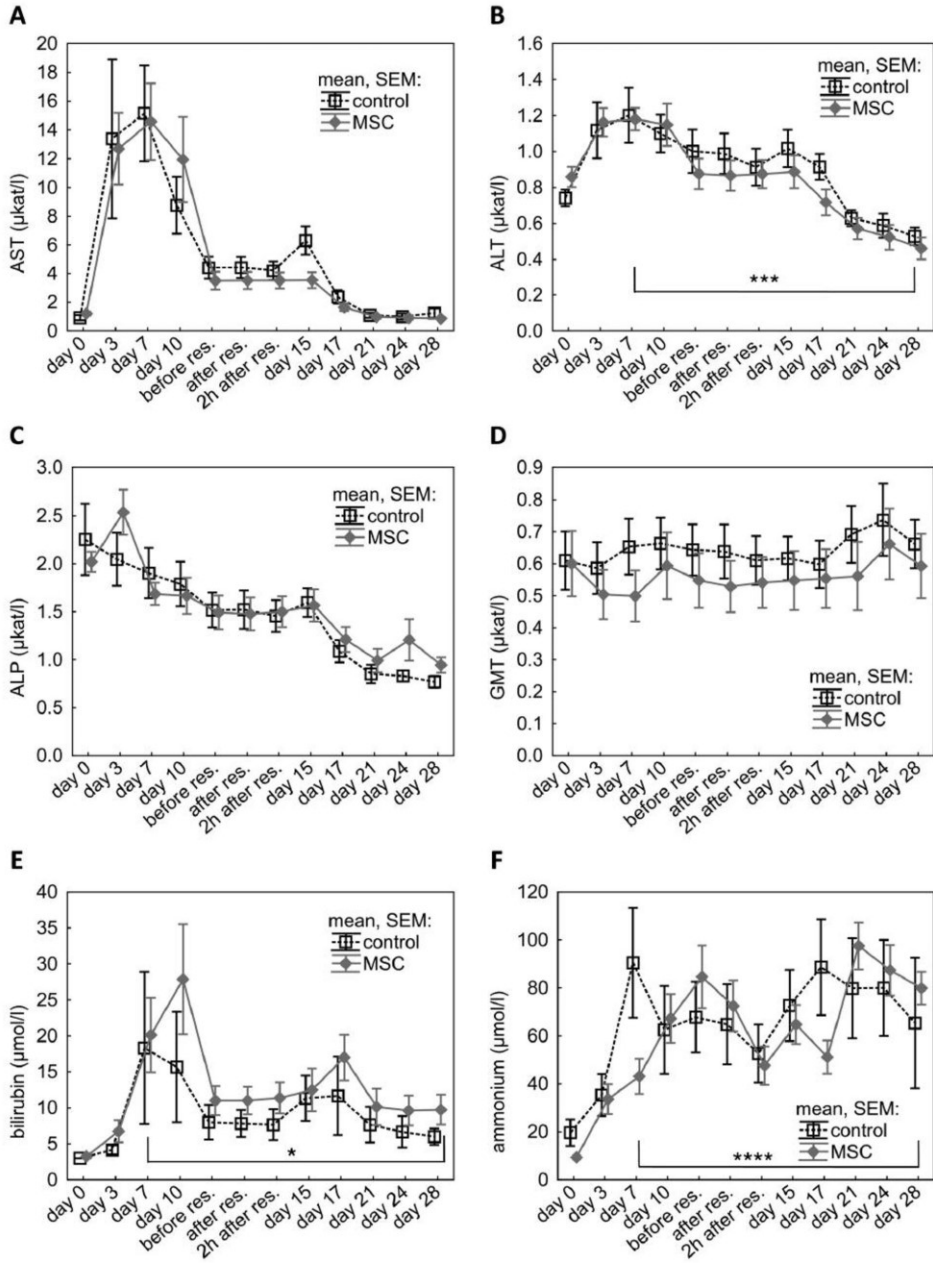 A
AST (µkat/l)
20
18
16
14
12
10
8
6
4
2
0
mean, SEM:
control
MSC
day 0
day 3
day 7
day 10
before res.
after res.
2h after res.
day 15
day 17
day 21
day 24
day 28
B
ALT (µkat/l)
1.6
1.4
1.2
1.0
0.8
0.6
0.4
0.2
0.0
mean, SEM:
control
MSC
***
day 0
day 3
day 7
day 10
before res.
after res.
2h after res.
day 15
day 17
day 21
day 24
day 28
C
ALP (µkat/l)
3.0
2.5
2.0
1.5
1.0
0.5
0.0
mean, SEM:
control
MSC
day 0
day 3
day 7
day 10
before res.
after res.
2h after res.
day 15
day 17
day 21
day 24
day 28
D
GMT (µkat/l)
0.9
0.8
0.7
0.6
0.5
0.4
0.3
0.2
0.1
0.0
mean, SEM:
control
MSC
day 0
day 3
day 7
day 10
before res.
after res.
2h after res.
day 15
day 17
day 21
day 24
day 28
E
bilirubin (µmol/l)
40
35
30
25
20
15
10
5
0
mean, SEM:
control
MSC
*
day 0
day 3
day 7
day 10
before res.
after res.
2h after res.
day 15
day 17
day 21
day 24
day 28
F
ammonium (µmol/l)
120
100
80
60
40
20
0
mean, SEM:
control
MSC
****
day 0
day 3
day 7
day 10
before res.
after res.
2h after res.
day 15
day 17
day 21
day 24
day 28